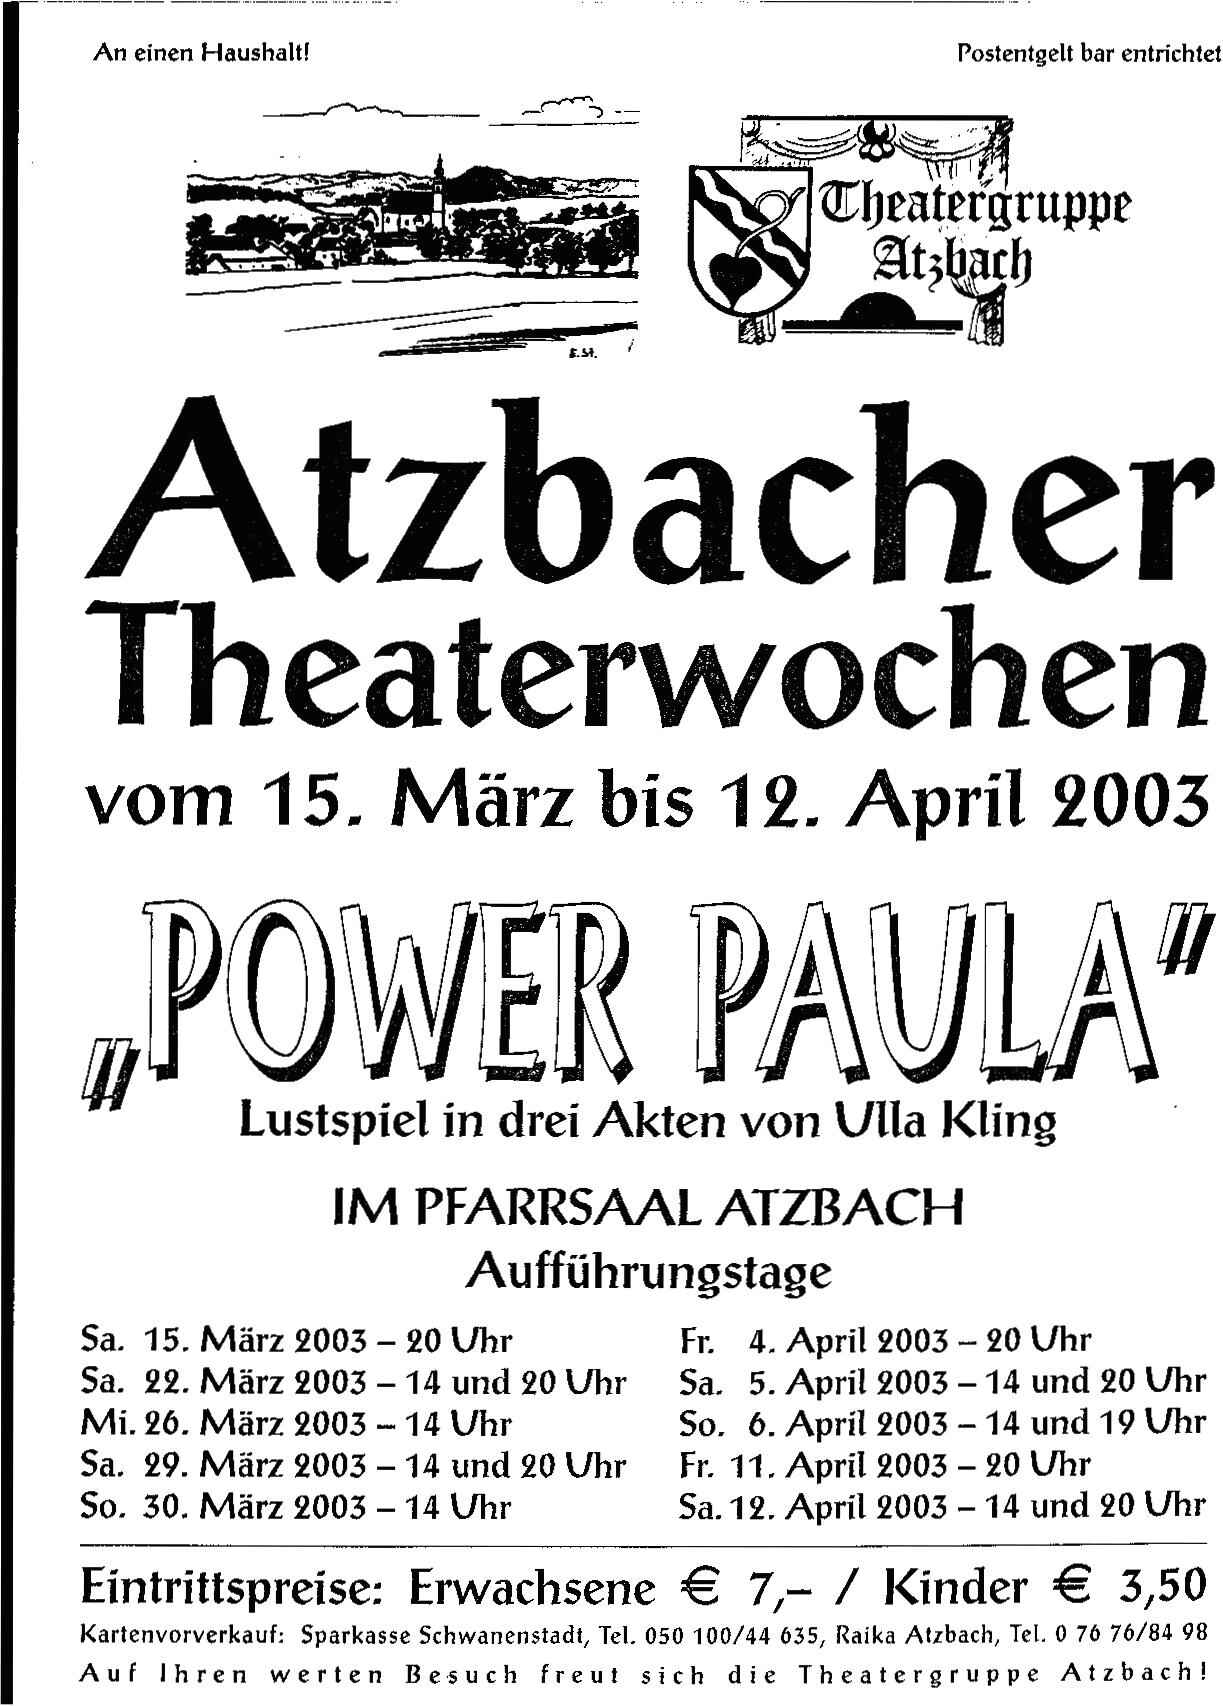 An einen Haushalt!
Postentgelt bar entrichtet
E.St.
Theatergruppe
Atzbach
Atzbacher
Theaterwochen
vom 15. März bis 12. April 2003
„POWER PAULA"
Lustspiel in drei Akten von Ulla Kling
IM PFARRSAAL ATZBACH
Aufführungstage
Sa. 15. März 2003 – 20 Uhr
Sa. 22. März 2003 – 14 und 20 Uhr
Mi. 26. März 2003 – 14 Uhr
Sa. 29. März 2003 – 14 und 20 Uhr
So. 30. März 2003 – 14 Uhr
Fr. 4. April 2003 – 20 Uhr
Sa. 5. April 2003 – 14 und 20 Uhr
So. 6. April 2003 – 14 und 19 Uhr
Fr. 11. April 2003 – 20 Uhr
Sa. 12. April 2003 – 14 und 20 Uhr
Eintrittspreise: Erwachsene € 7,– / Kinder € 3,50
Kartenvorverkauf: Sparkasse Schwanenstadt, Tel. 050 100/44 635, Raika Atzbach, Tel. 0 76 76/84 98
Auf Ihren werten Besuch freut sich die Theatergruppe Atzbach!